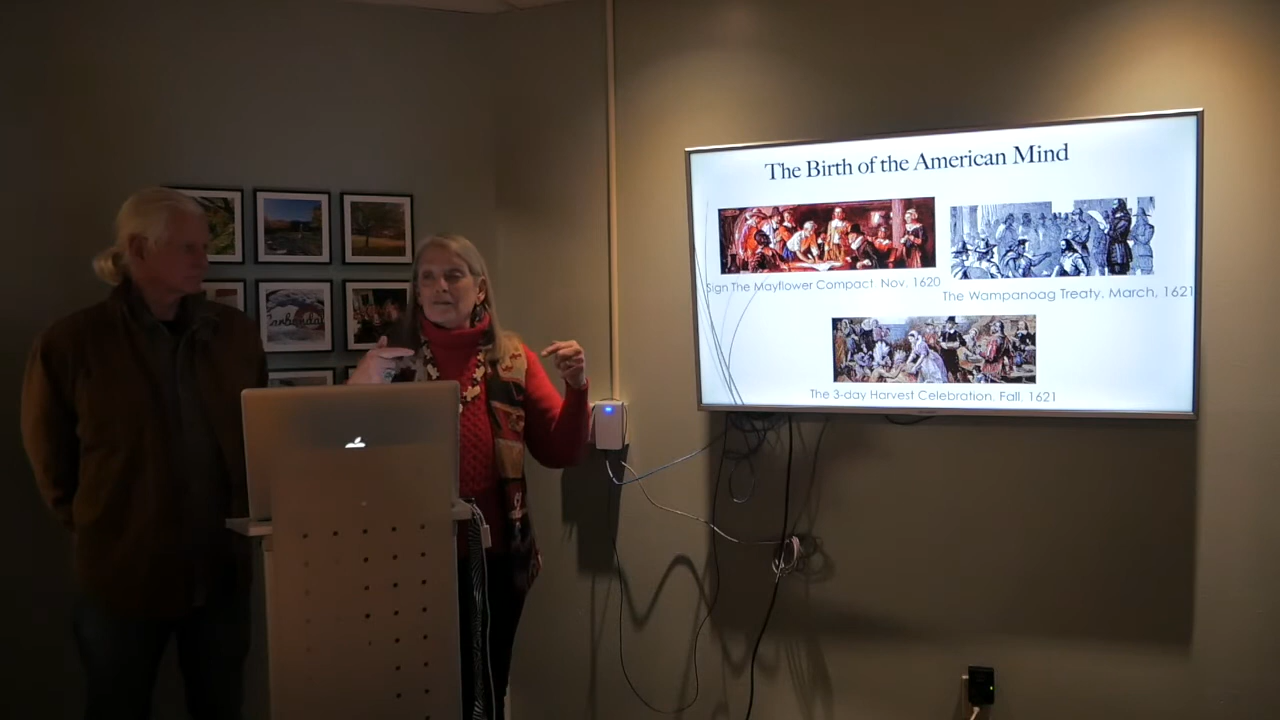 The Birth of the American Mind
Sign The Mayflower Compact. Nov. 1620
The Wampanoag Treaty. March, 1621
The 3-day Harvest Celebration. Fall, 1621